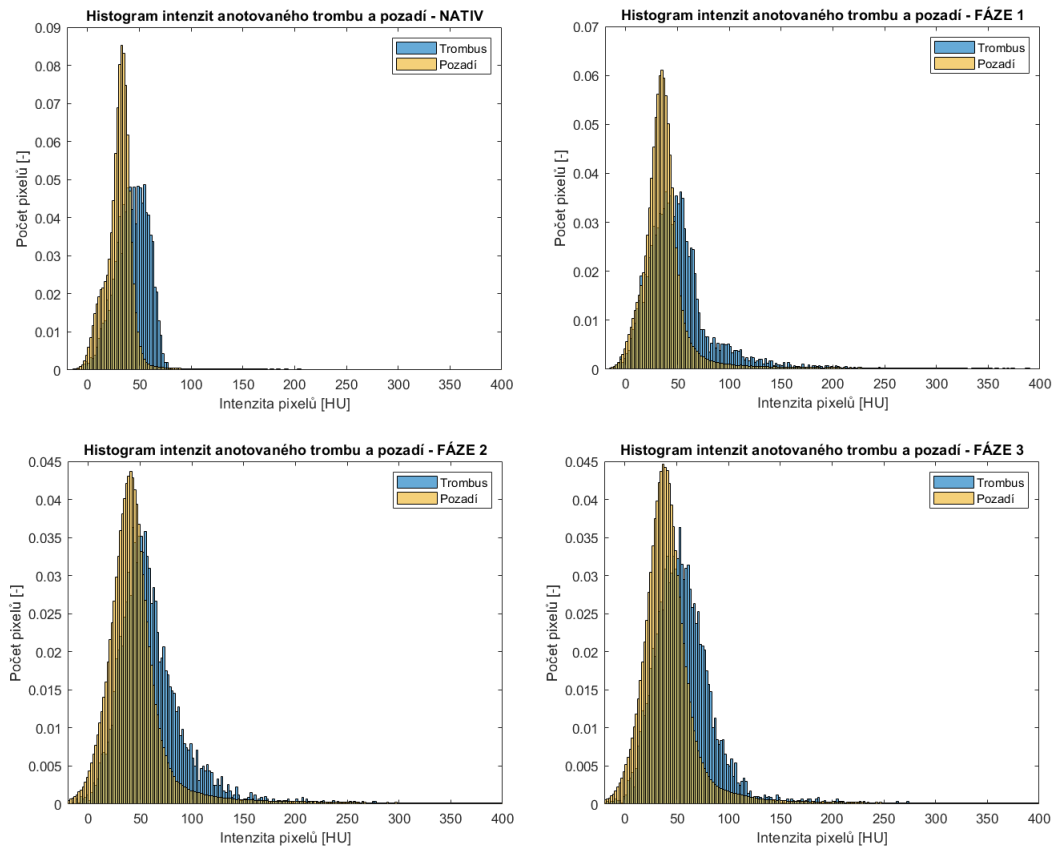 Histogram intenzit anotovaného trombu a pozadí - NATIV
0.09
0.08
0.07
0.06
0.05
0.04
0.03
0.02
0.01
0
Počet pixelů [-]
0 50 100 150 200 250 300 350 400
Intenzita pixelů [HU]
Trombus
Pozadí
Histogram intenzit anotovaného trombu a pozadí - FÁZE 1
0.07
0.06
0.05
0.04
0.03
0.02
0.01
0
Počet pixelů [-]
0 50 100 150 200 250 300 350 400
Intenzita pixelů [HU]
Trombus
Pozadí
Histogram intenzit anotovaného trombu a pozadí - FÁZE 2
0.045
0.04
0.035
0.03
0.025
0.02
0.015
0.01
0.005
0
Počet pixelů [-]
0 50 100 150 200 250 300 350 400
Intenzita pixelů [HU]
Trombus
Pozadí
Histogram intenzit anotovaného trombu a pozadí - FÁZE 3
0.045
0.04
0.035
0.03
0.025
0.02
0.015
0.01
0.005
0
Počet pixelů [-]
0 50 100 150 200 250 300 350 400
Intenzita pixelů [HU]
Trombus
Pozadí